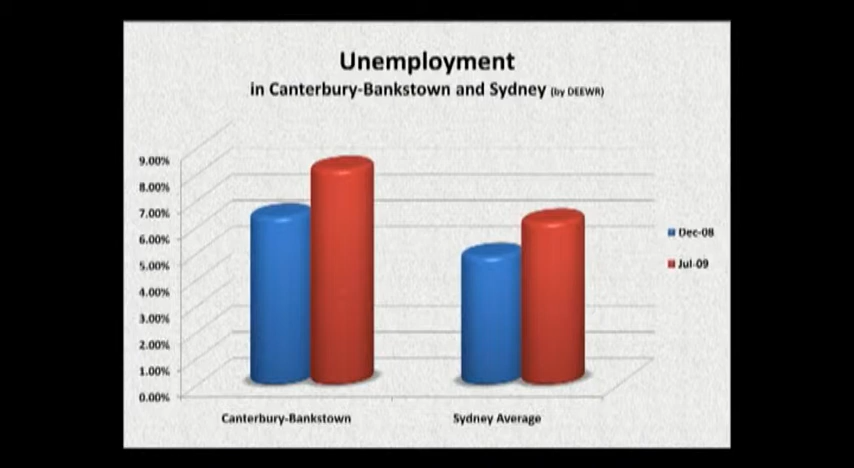 Unemployment
in Canterbury-Bankstown and Sydney (by DEEWR)
9.00%
8.00%
7.00%
6.00%
5.00%
4.00%
3.00%
2.00%
1.00%
0.00%
Dec-08
Jul-09
Canterbury-Bankstown
Sydney Average